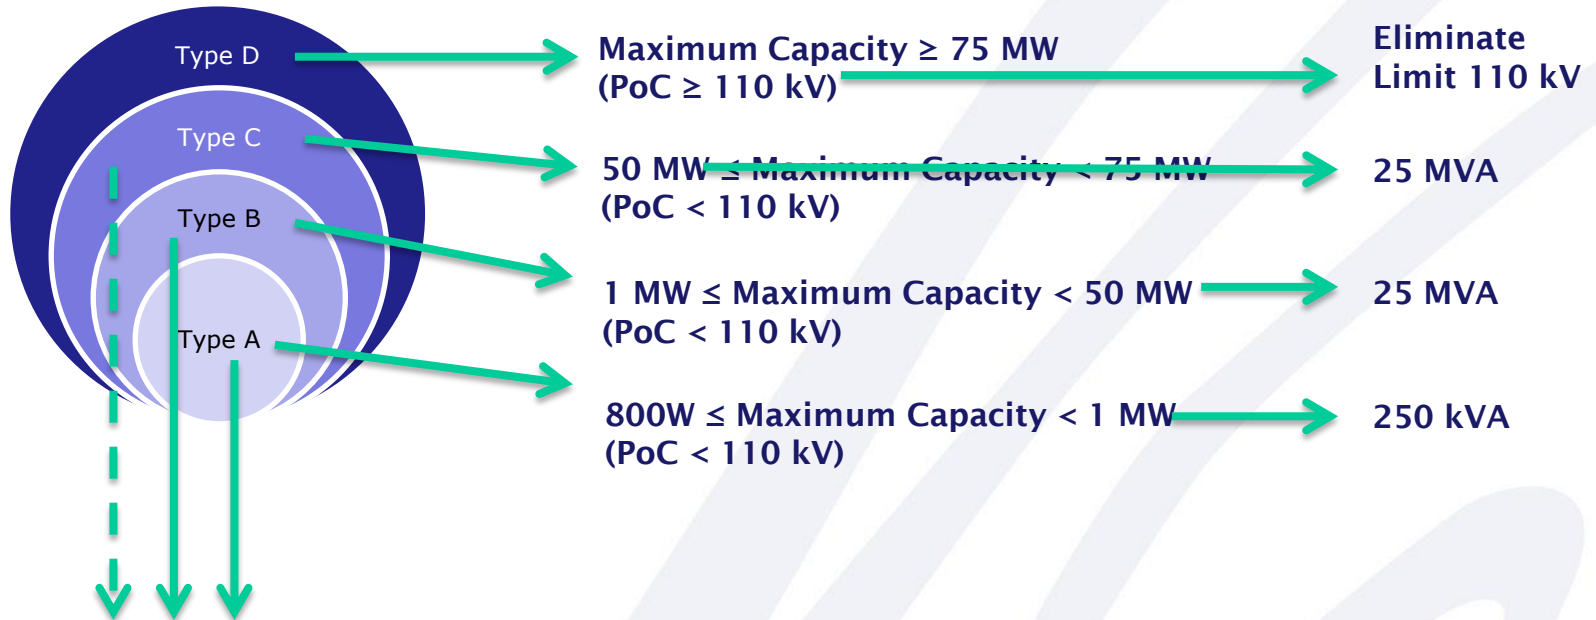 Type D
Type C
Type B
Type A
Maximum Capacity ≥ 75 MW
(PoC ≥ 110 kV)
Eliminate
Limit 110 kV
50 MW ≤ Maximum Capacity < 75 MW
(PoC < 110 kV)
25 MVA
1 MW ≤ Maximum Capacity < 50 MW
(PoC < 110 kV)
25 MVA
800W ≤ Maximum Capacity < 1 MW
(PoC < 110 kV)
250 kVA